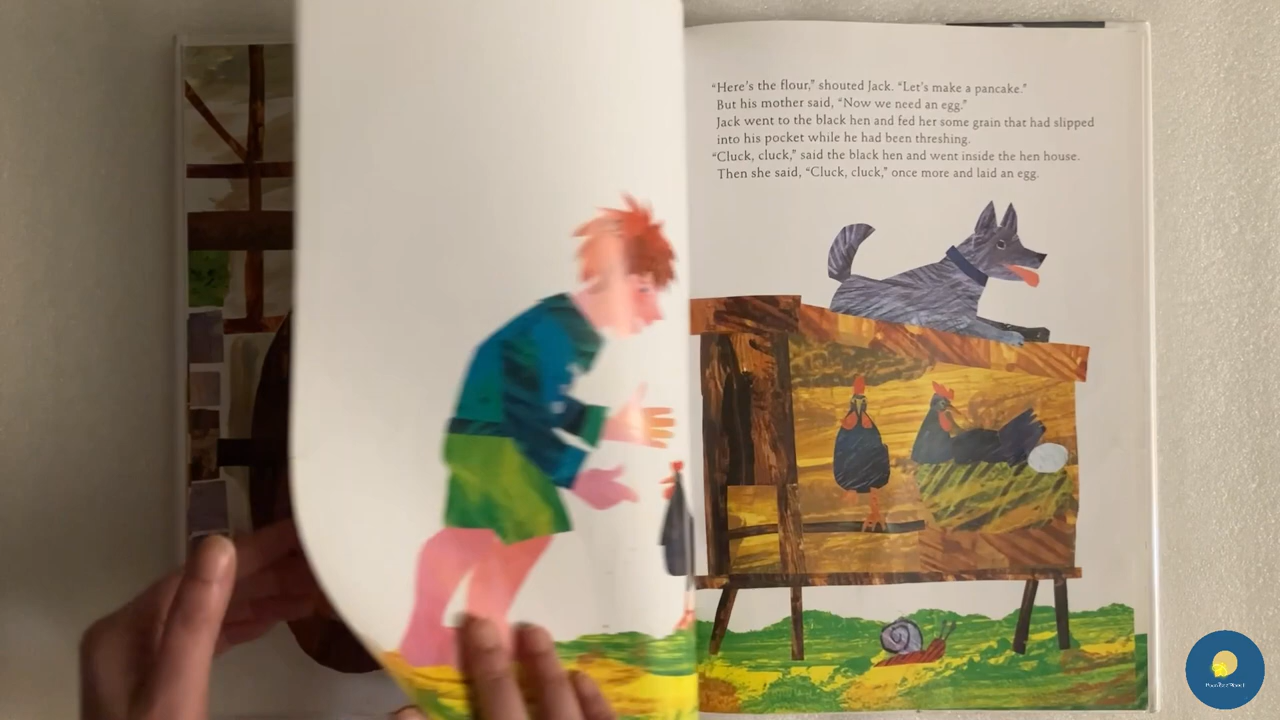 “Here's the flour,” shouted Jack. “Let's make a pancake.”
But his mother said, “Now we need an egg.”
Jack went to the black hen and fed her some grain that had slipped
into his pocket while he had been threshing.
“Cluck, cluck,” said the black hen and went inside the hen house.
Then she said, “Cluck, cluck,” once more and laid an egg.